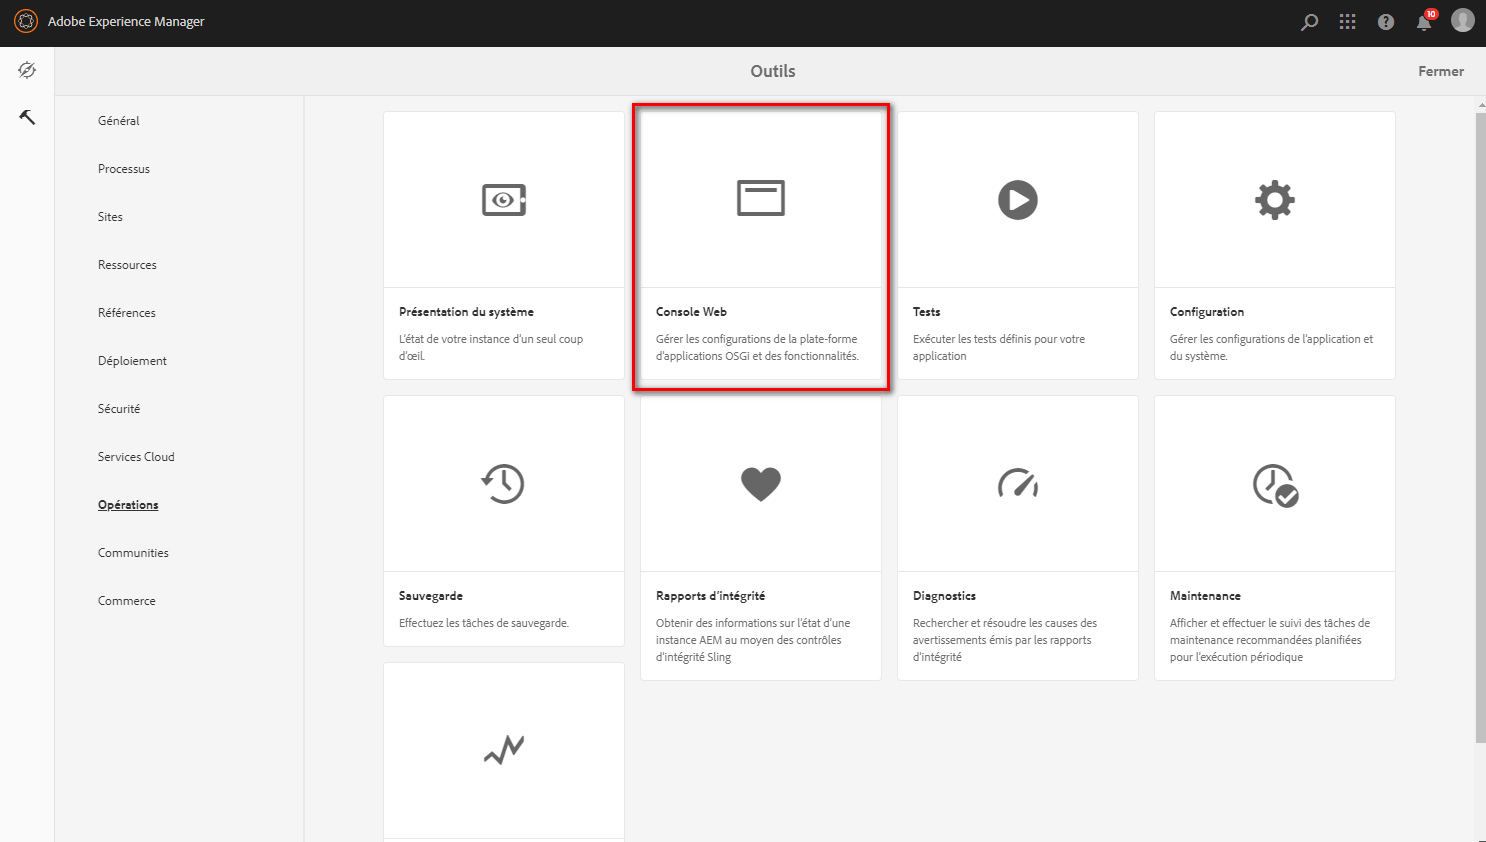 Adobe Experience Manager
10
Outils
Fermer
Général
Processus
Sites
Ressources
Références
Déploiement
Sécurité
Services Cloud
Opérations
Communities
Commerce
Présentation du système
L'état de votre instance d'un seul coup
d'œil.
Console Web
Gérer les configurations de la plate-forme
d'applications OSGi et des fonctionnalités.
Tests
Exécuter les tests définis pour votre
application
Configuration
Gérer les configurations de l'application et
du système.
Sauvegarde
Effectuez les tâches de sauvegarde.
Rapports d'intégrité
Obtenir des informations sur l'état d'une
instance AEM au moyen des contrôles
d'intégrité Sling
Diagnostics
Rechercher et résoudre les causes des
avertissements émis par les rapports
d'intégrité
Maintenance
Afficher et effectuer le suivi des tâches de
maintenance recommandées planifiées
pour l'exécution périodique